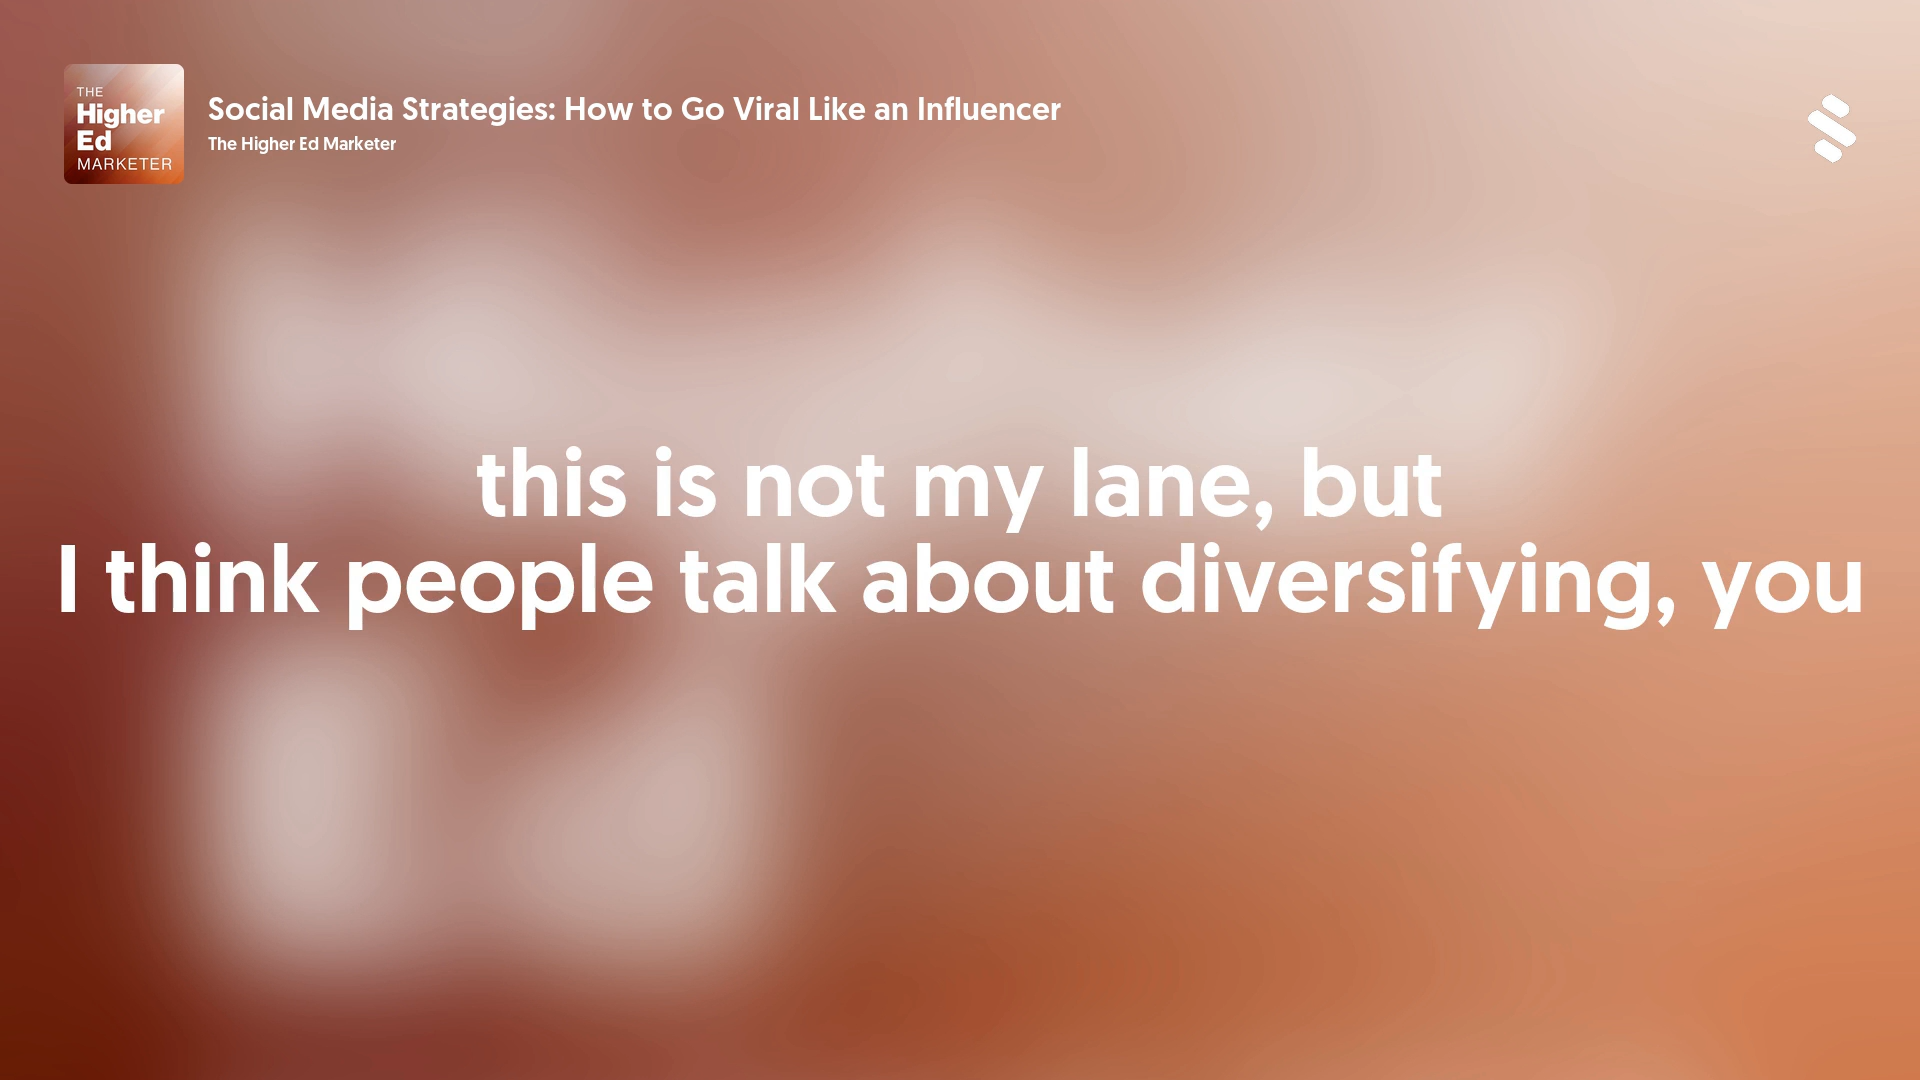 THE
Higher
Ed
MARKETER
Social Media Strategies: How to Go Viral Like an Influencer
The Higher Ed Marketer
this is not my lane, but
I think people talk about diversifying, you